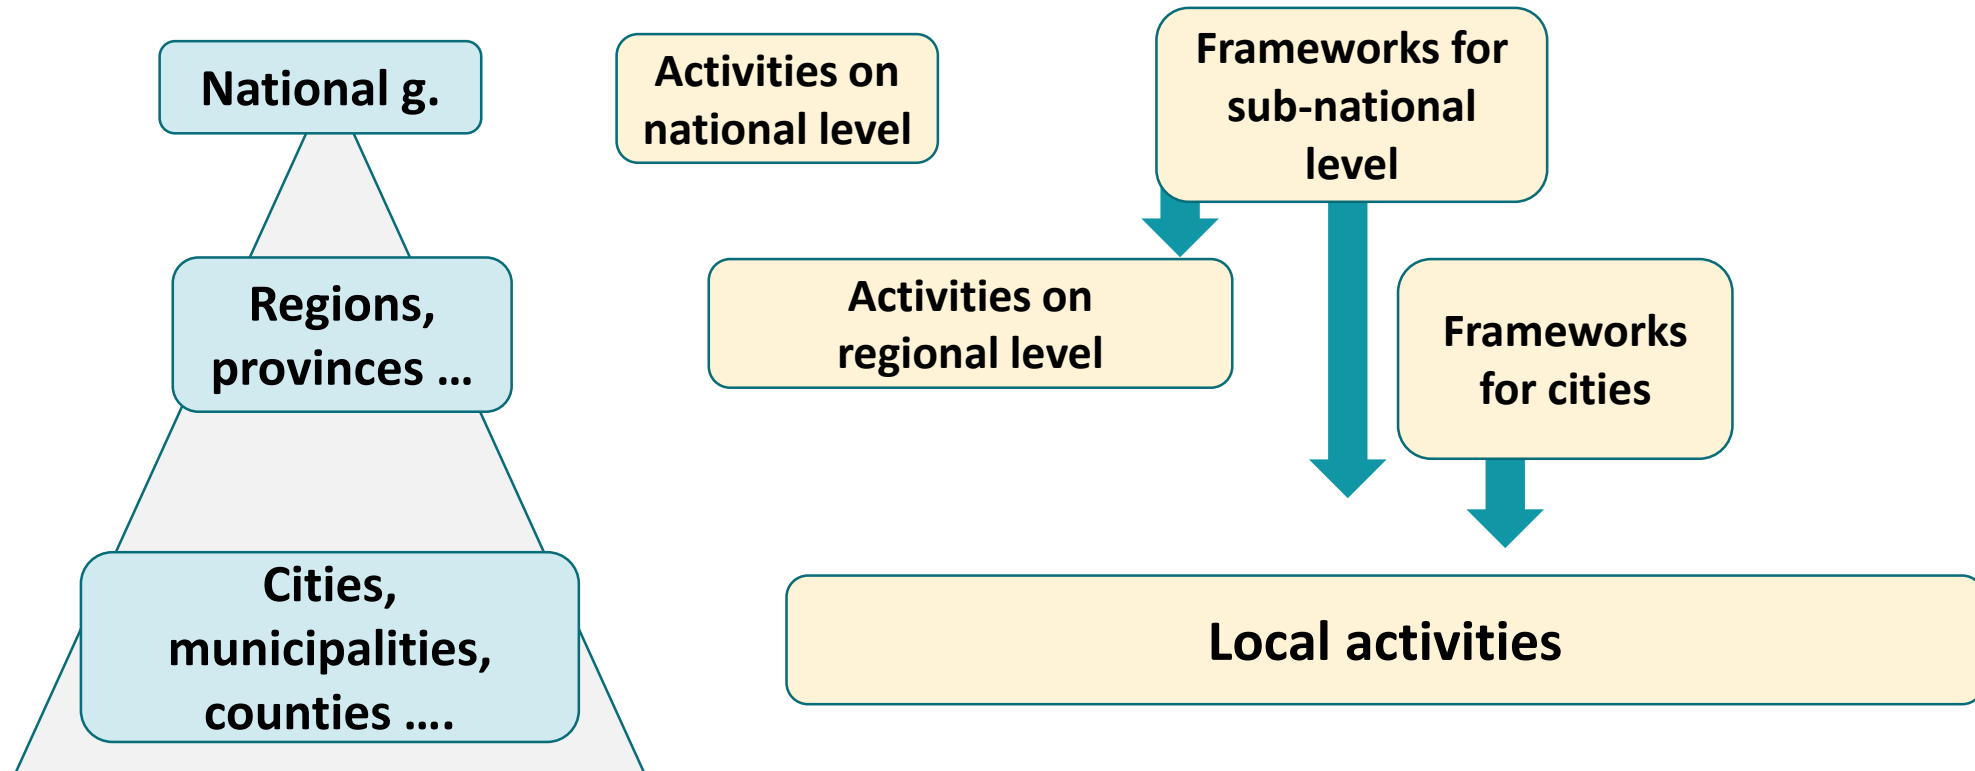 National g.
Activities on
national level
Frameworks for
sub-national
level
Regions,
provinces …
Activities on
regional level
Frameworks
for cities
Cities,
municipalities,
counties ….
Local activities